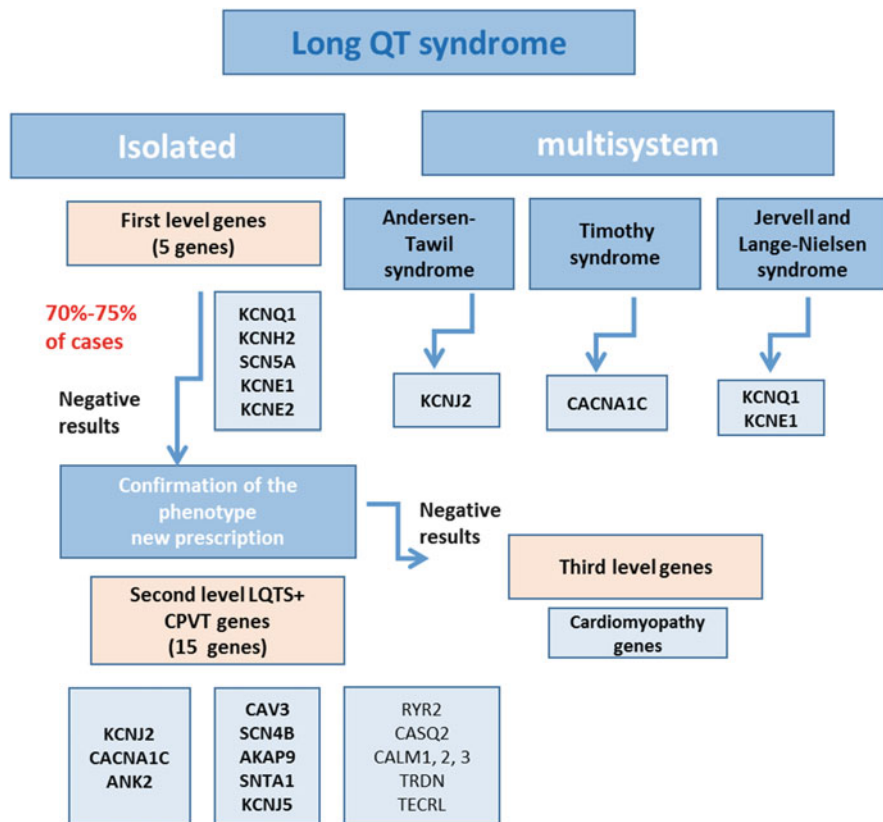 Long QT syndrome
Isolated
First level genes
(5 genes)
70%-75%
of cases
KCNQ1
KCNH2
SCN5A
KCNE1
KCNE2
Negative
results
Confirmation of the
phenotype
new prescription
Negative
results
Second level LQTS+
CPVT genes
(15 genes)
KCNJ2
CACNA1C
ANK2
CAV3
SCN4B
AKAP9
SNTA1
KCNJ5
RYR2
CASQ2
CALM1, 2, 3
TRDN
TECRL
Third level genes
Cardiomyopathy
genes
multisystem
Andersen-
Tawil
syndrome
KCNJ2
Timothy
syndrome
CACNA1C
Jervell and
Lange-Nielsen
syndrome
KCNQ1
KCNE1